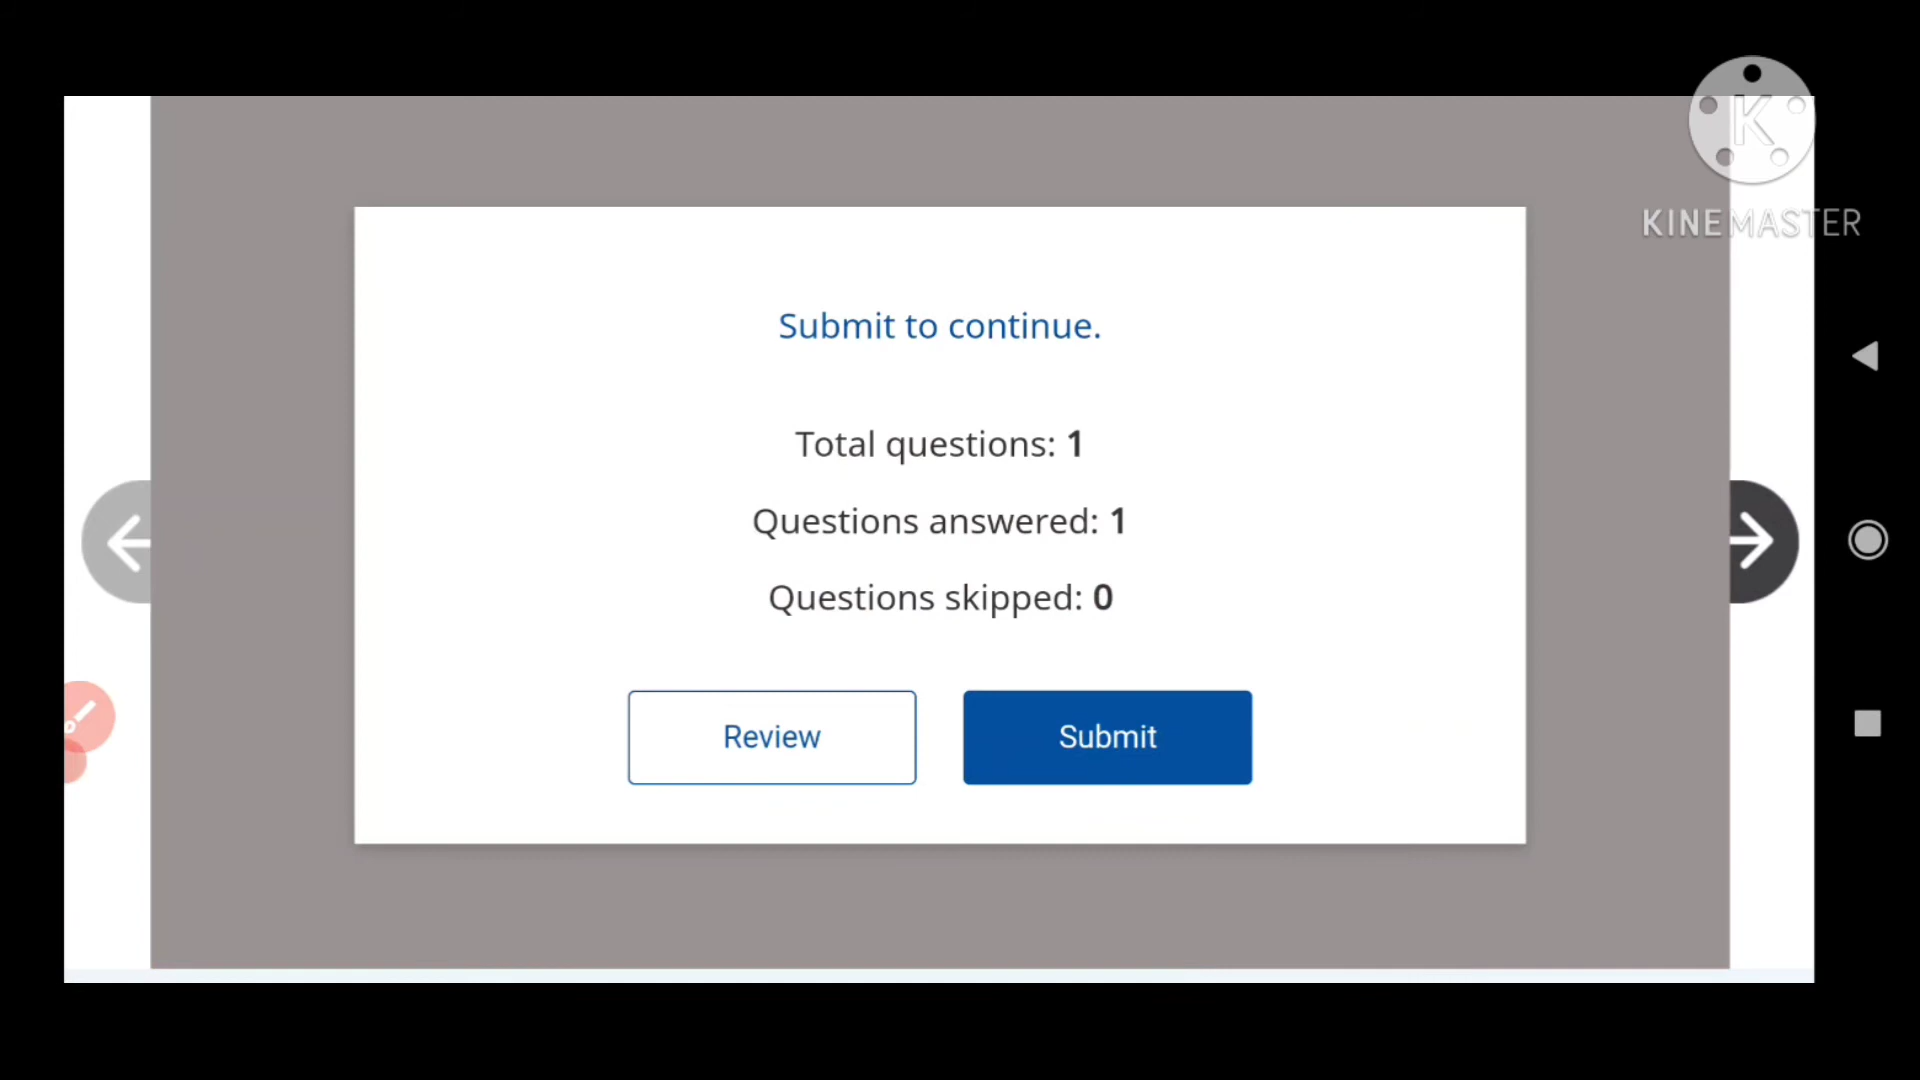 K
KINEMASTER
Submit to continue.
Total questions: 1
Questions answered: 1
Questions skipped: 0
Review
Submit